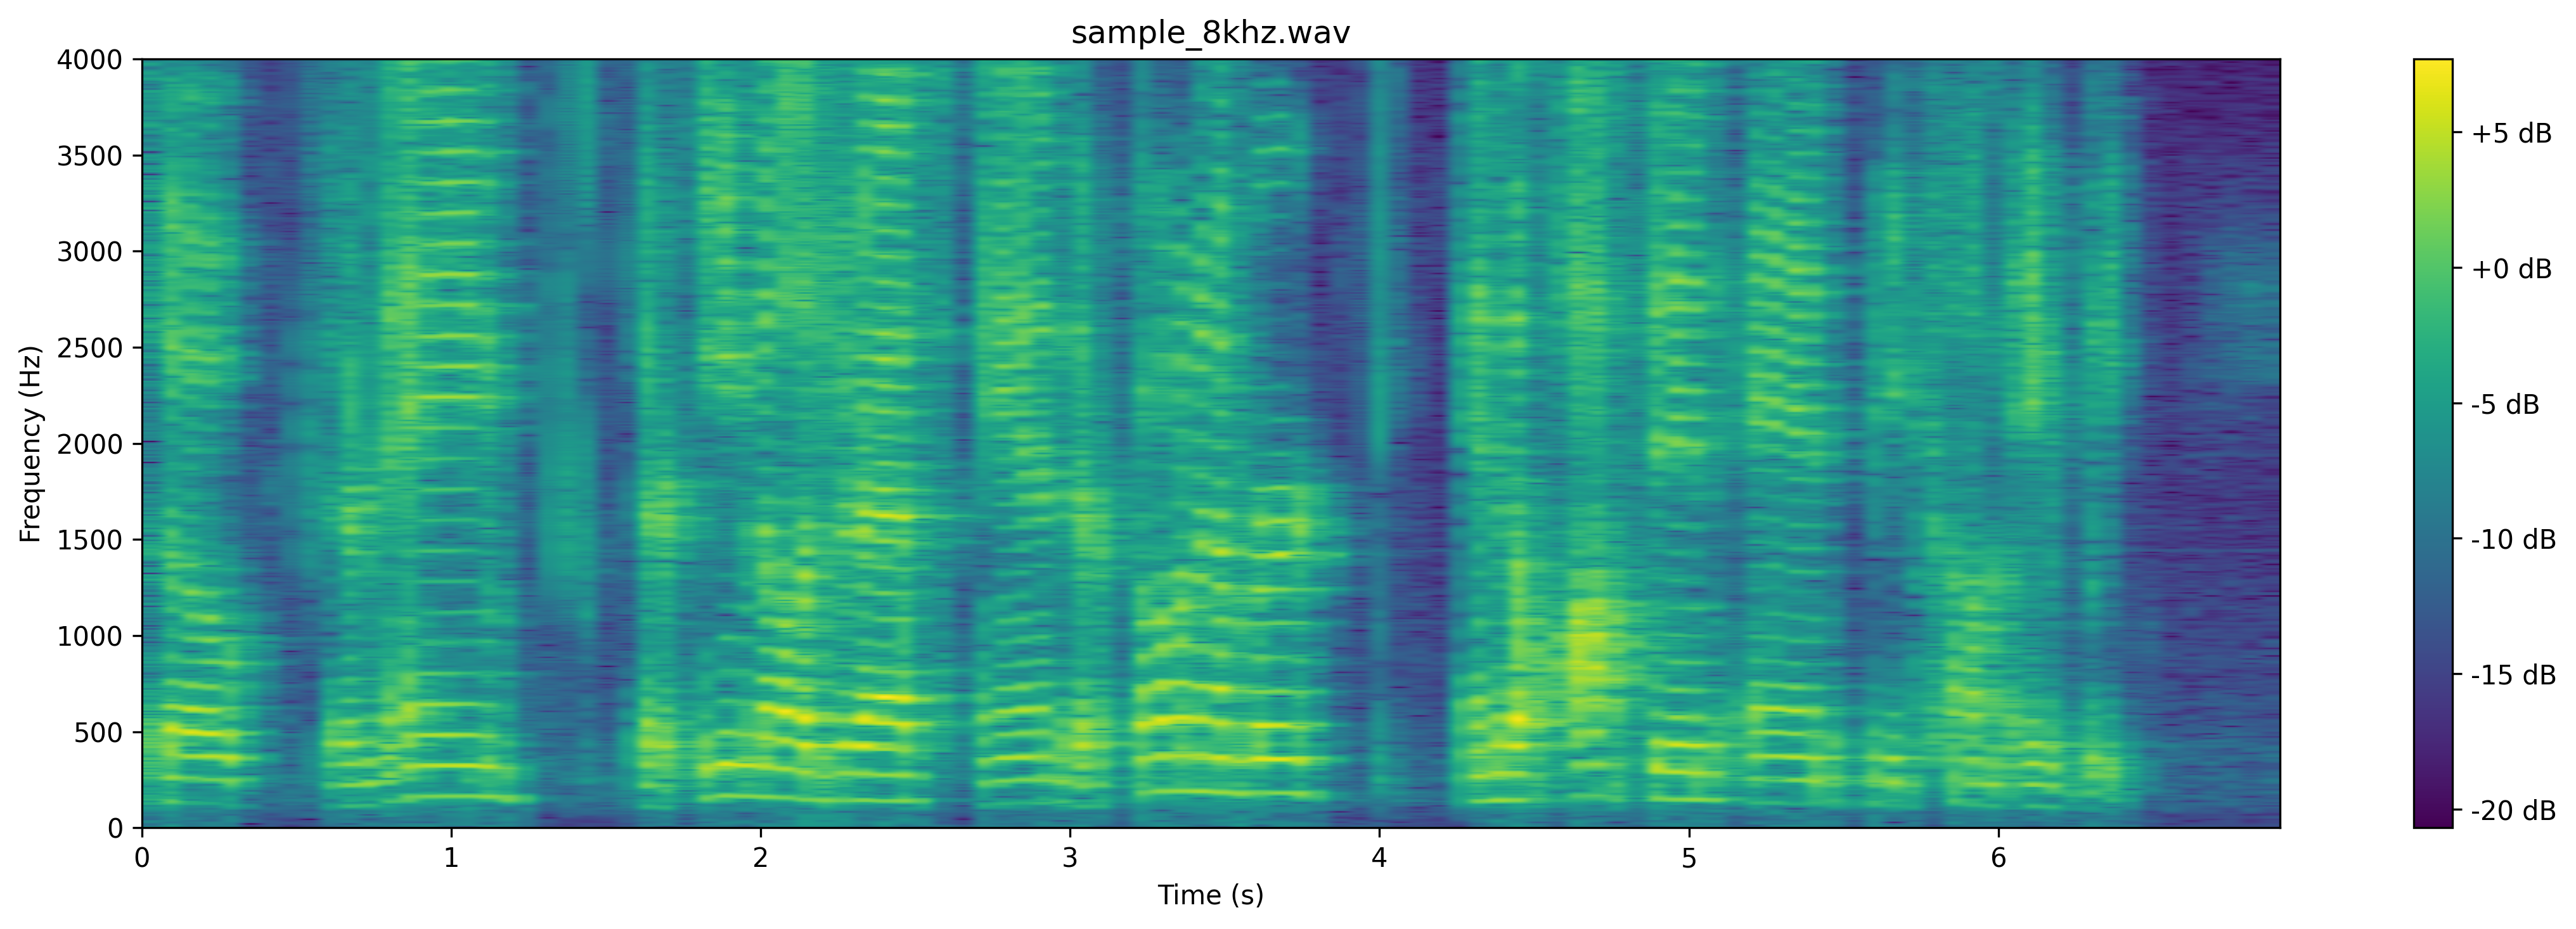 sample_8khz.wav
4000
3500
3000
2500
2000
1500
1000
500
0
Frequency (Hz)
0 1 2 3 4 5 6
Time (s)
+5 dB
+0 dB
-5 dB
-10 dB
-15 dB
-20 dB